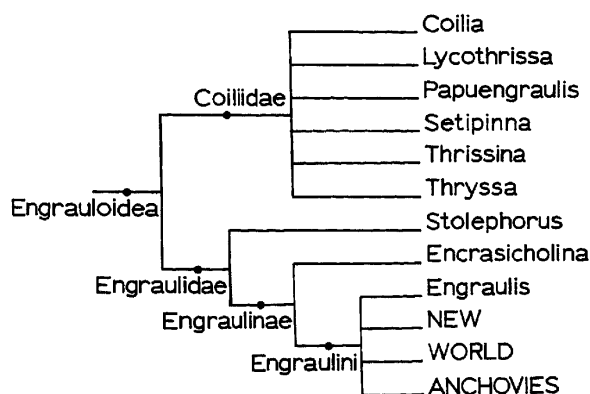 Coilia
Lycothrissa
Papuengraulis
Coiliidae
Setipinna
Thrissina
Thryssa
Engrauloidea
Stolephorus
Encrasicholina
Engraulidae
Engraulis
Engraulinae
NEW
WORLD
Engraulini
ANCHOVIES